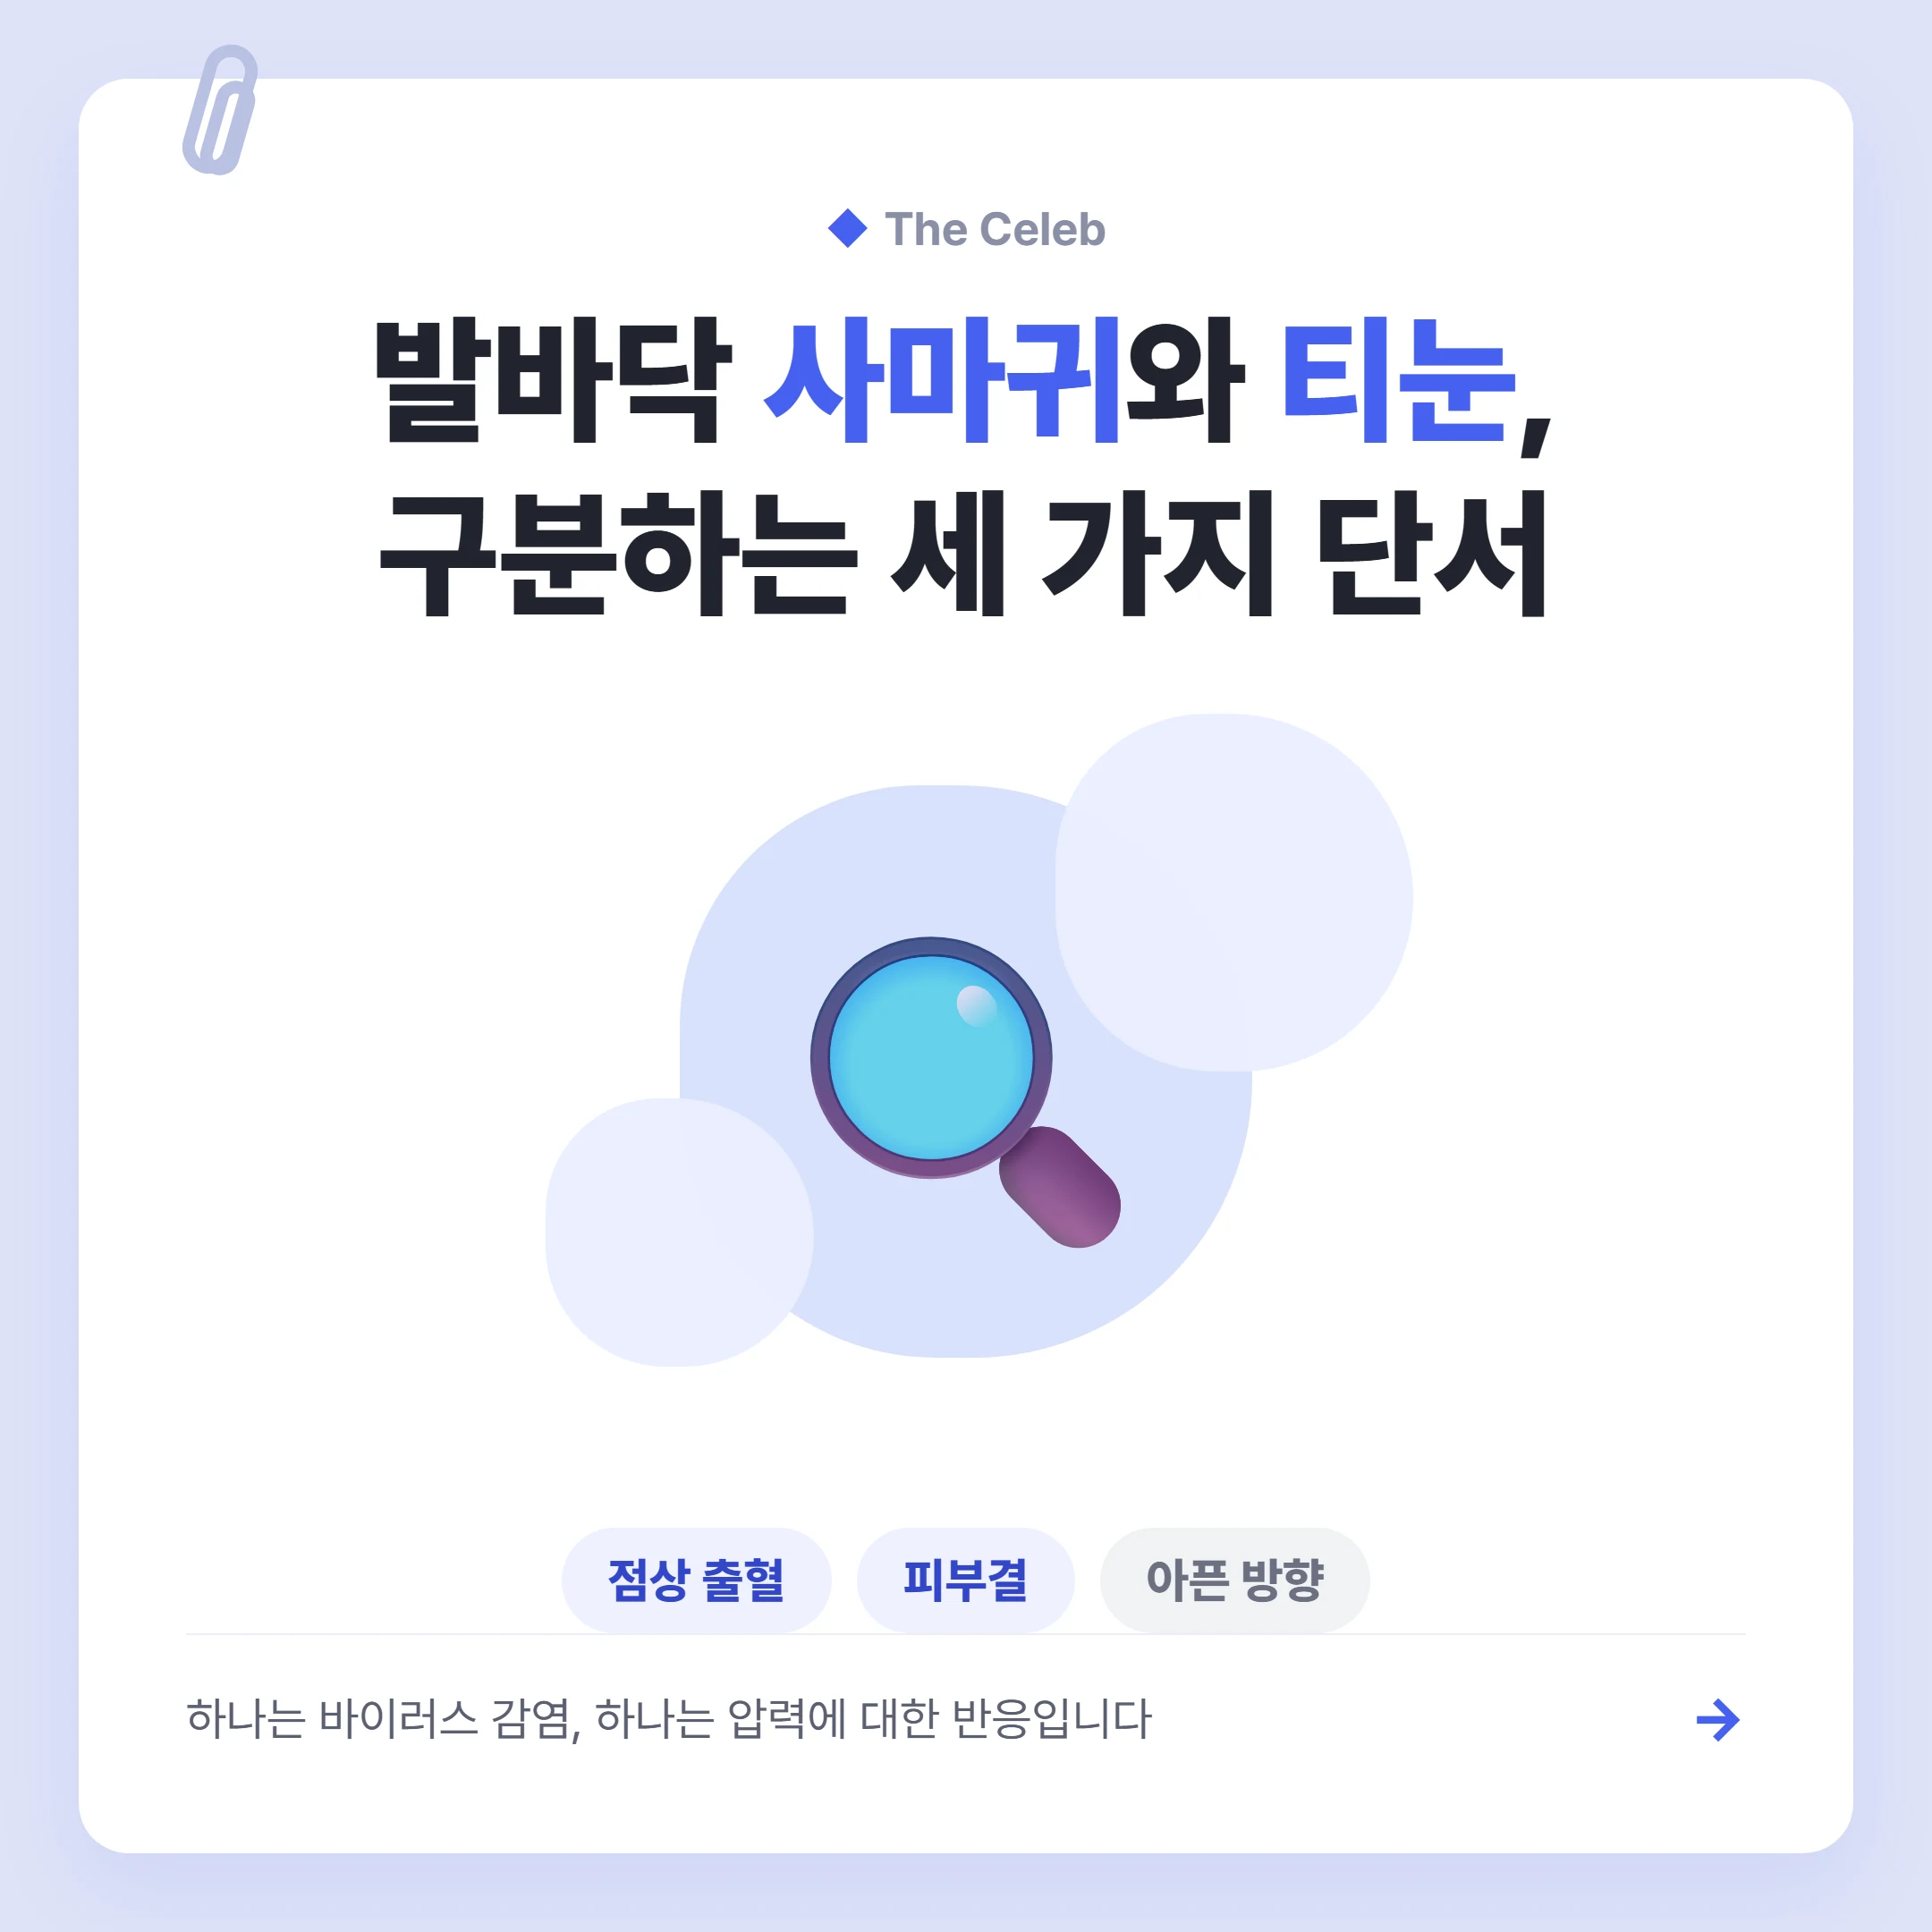 The Celeb
발바닥 사마귀와 티눈,
구분하는 세 가지 단서
점상 출혈 피부결 아픈 방향
하나는 바이러스 감염, 하나는 압력에 대한 반응입니다